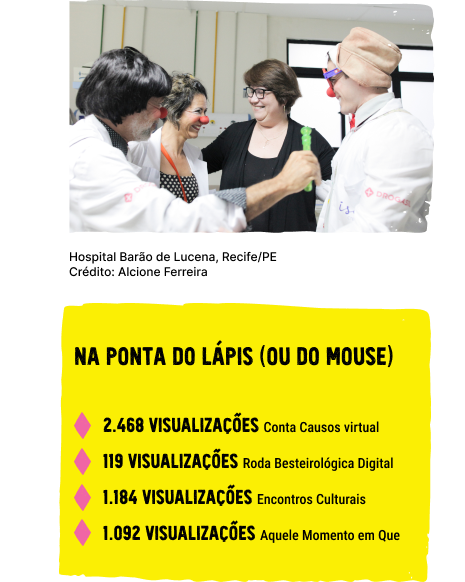 DROGASIL
Hospital Barão de Lucena, Recife/PE
Crédito: Alcione Ferreira
NA PONTA DO LÁPIS (OU DO MOUSE)
2.468 VISUALIZAÇÕES Conta Causos virtual
119 VISUALIZAÇÕES Roda Besteirológica Digital
1.184 VISUALIZAÇÕES Encontros Culturais
1.092 VISUALIZAÇÕES Aquele Momento em Que